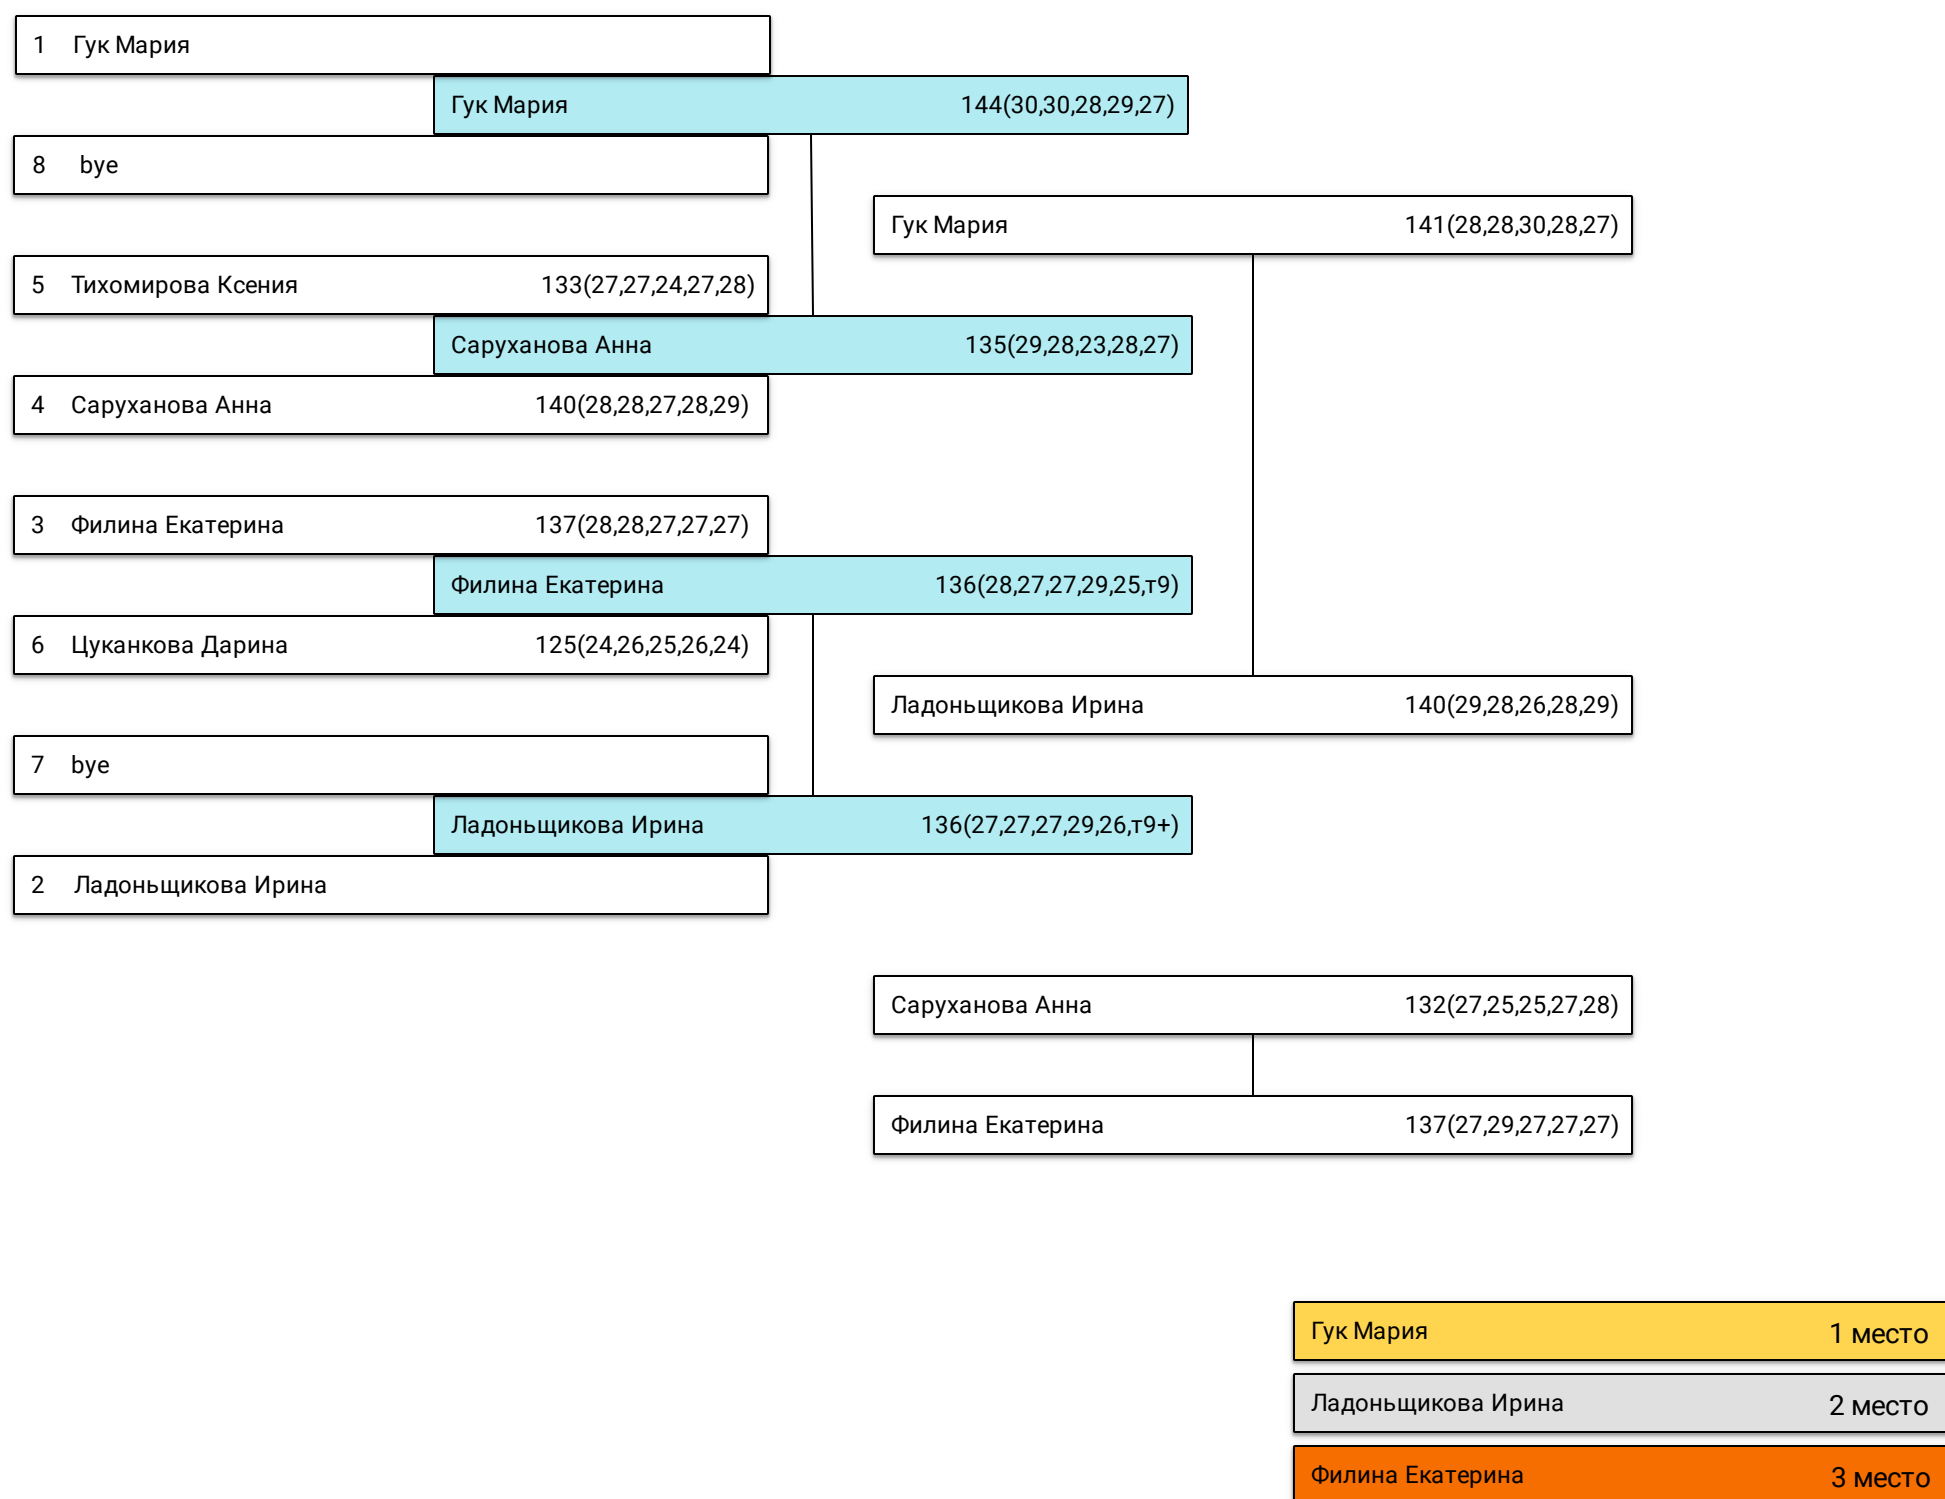 1 Гук Мария
Гук Мария 144(30,30,28,29,27)
8 bye
Гук Мария 141(28,28,30,28,27)
5 Тихомирова Ксения 133(27,27,24,27,28)
Саруханова Анна 135(29,28,23,28,27)
4 Саруханова Анна 140(28,28,27,28,29)
3 Филина Екатерина 137(28,28,27,27,27)
Филина Екатерина 136(28,27,27,29,25,т9)
6 Цуканкова Дарина 125(24,26,25,26,24)
Ладоньщикова Ирина 140(29,28,26,28,29)
7 bye
Ладоньщикова Ирина 136(27,27,27,29,26,т9+)
2 Ладоньщикова Ирина
Саруханова Анна 132(27,25,25,27,28)
Филина Екатерина 137(27,29,27,27,27)
Гук Мария 1 место
Ладоньщикова Ирина 2 место
Филина Екатерина 3 место